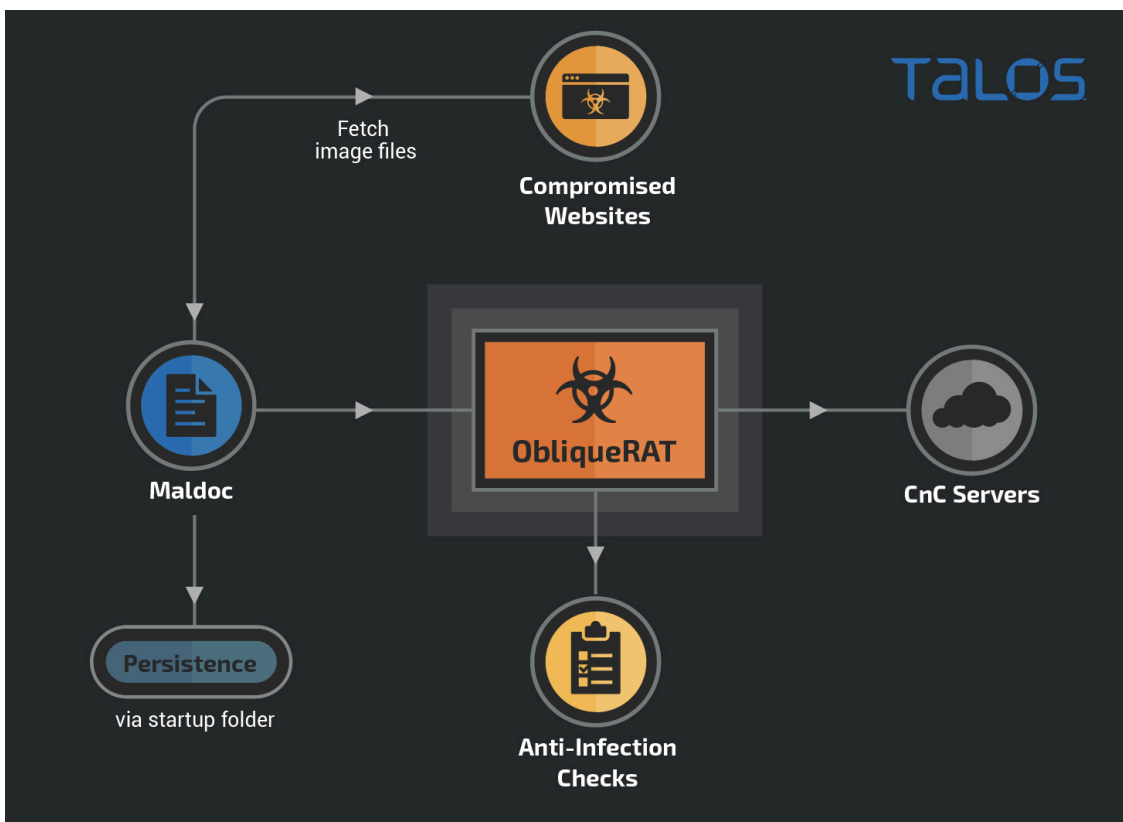 TALOS
Fetch
image files
Compromised
Websites
ObliqueRAT
Maldoc
CnC Servers
Persistence
via startup folder
Anti-Infection
Checks